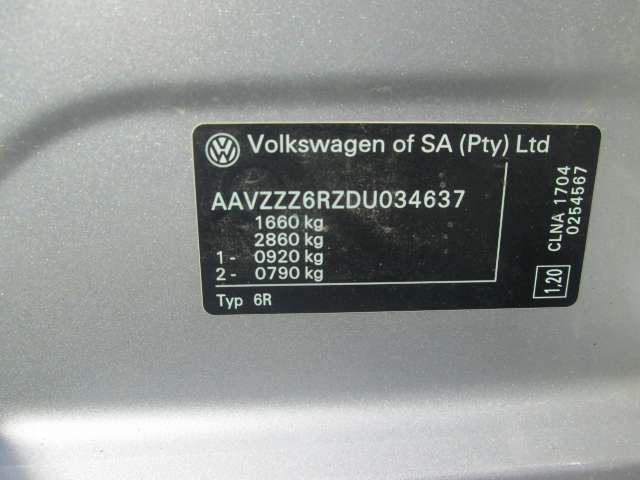 Volkswagen of SA (Pty) Ltd
AAVZZZ6RZDU034637
1660 kg
2860 kg
1 - 0920 kg
2 - 0790 kg
Typ 6R
CLNA 1704
0254567
1.20